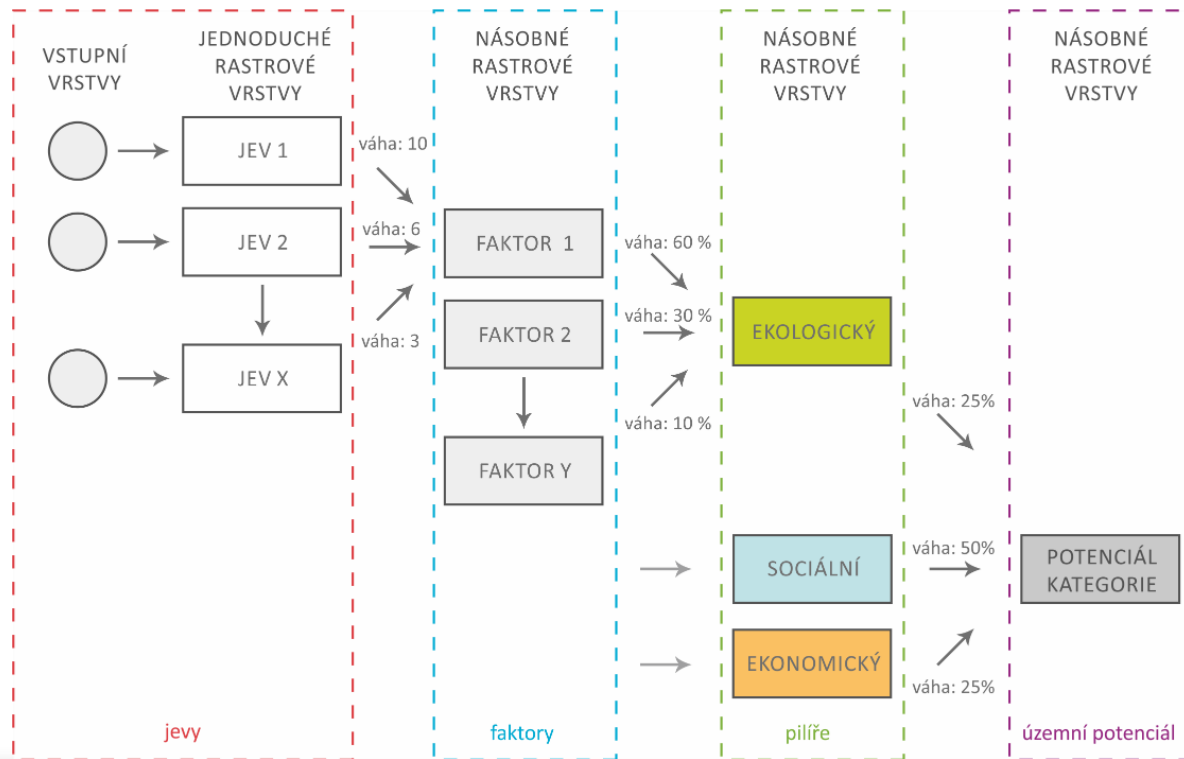 VSTUPNÍ
VRSTVY
JEDNODUCHÉ
RASTROVÉ
VRSTVY
NÁSOBNÉ
RASTROVÉ
VRSTVY
NÁSOBNÉ
RASTROVÉ
VRSTVY
NÁSOBNÉ
RASTROVÉ
VRSTVY
JEV 1
JEV 2
JEV X
váha: 10
váha: 6
váha: 3
FAKTOR 1
FAKTOR 2
FAKTOR Y
váha: 60 %
váha: 30 %
váha: 10 %
EKOLOGICKÝ
SOCIÁLNÍ
EKONOMICKÝ
váha: 25%
váha: 50%
váha: 25%
POTENCIÁL
KATEGORIE
jevy
faktory
pilíře
územní potenciál